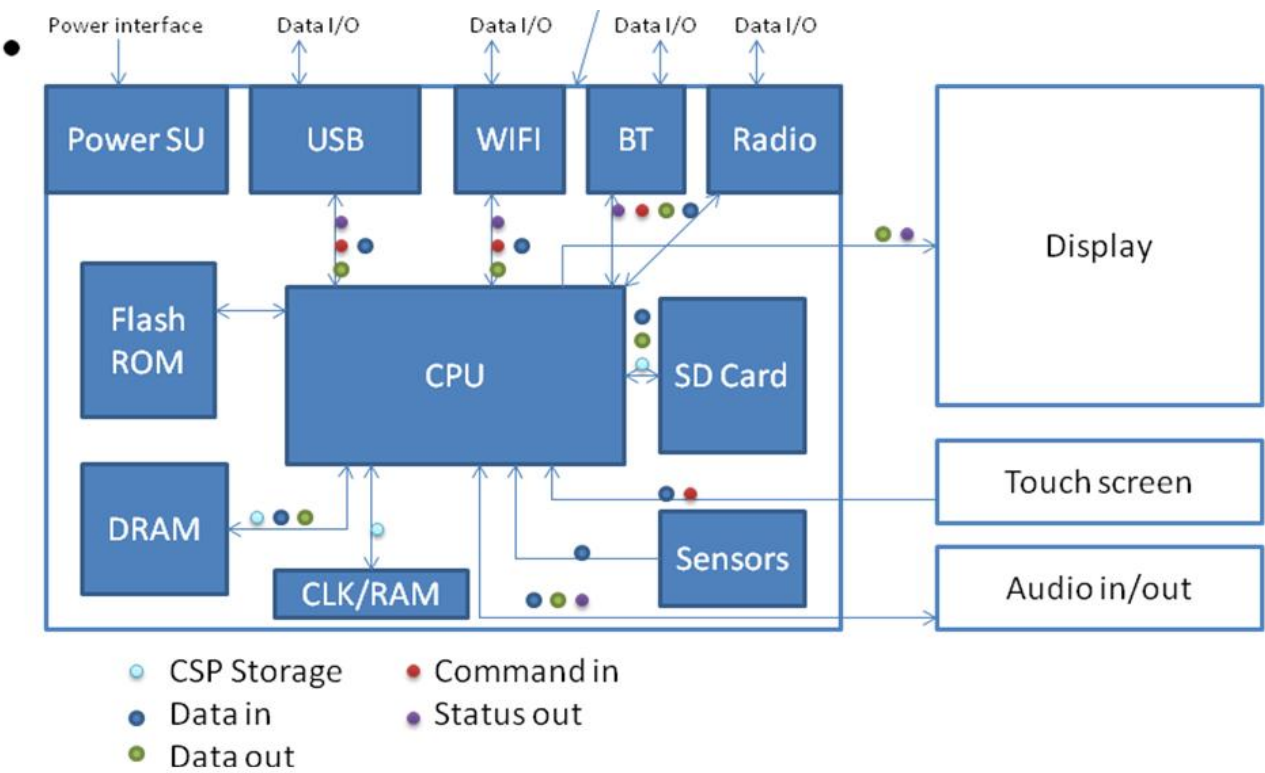 Power interface
Data I/O
Data I/O
Data I/O
Data I/O
Power SU
USB
WIFI
BT
Radio
Display
Flash
ROM
CPU
SD Card
Touch screen
DRAM
Sensors
CLK/RAM
Audio in/out
CSP Storage
Command in
Data in
Status out
Data out